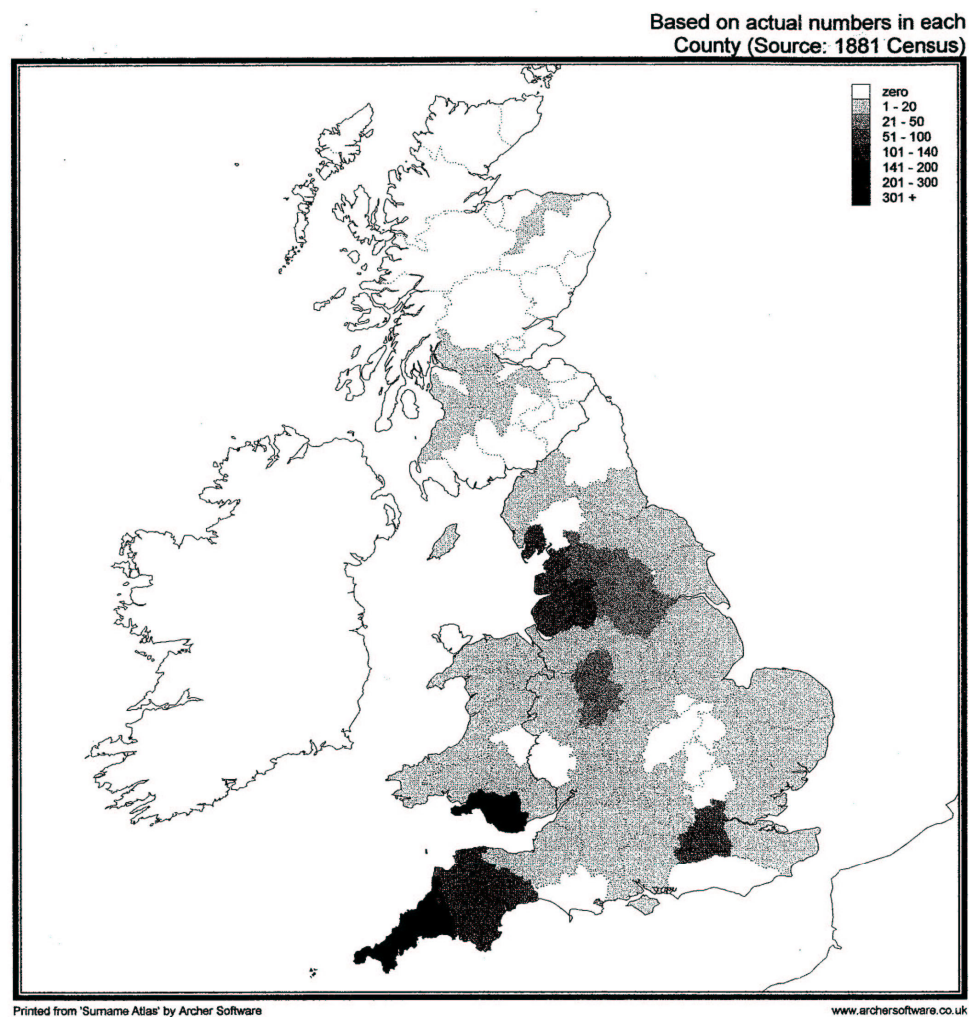 Based on actual numbers in each
County (Source: 1881 Census)
zero
1 - 20
21 - 50
51 - 100
101 - 140
141 - 200
201 - 300
301 +
Printed from 'Surname Atlas' by Archer Software
www.archersoftware.co.uk